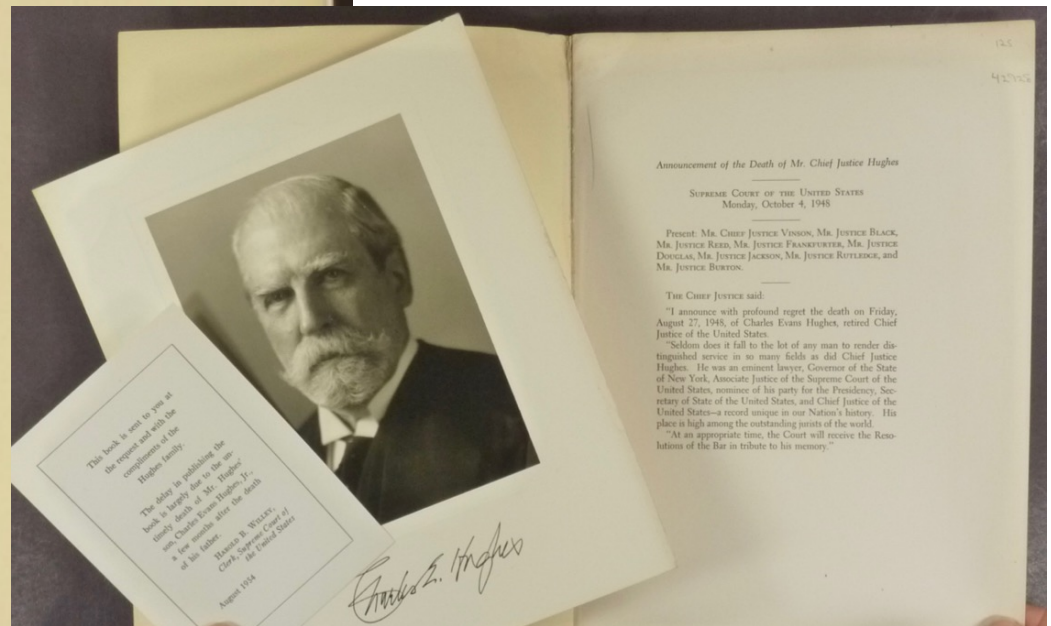 This book is sent to you at
the request and with the
compliments of the
Hughes family.
The delay in publishing the
book is largely due to the un-
timely death of Mr. Hughes'
son, Charles Evans Hughes, Jr.,
a few months after the death
of his father.
HAROLD B. WILLEY,
Clerk, Supreme Court of
the United States
August 1954
Charles E. Hughes
125
Announcement of the Death of Mr. Chief Justice Hughes
SUPREME COURT OF THE UNITED STATES
Monday, October 4, 1948
Present: MR. CHIEF JUSTICE VINSON, MR. JUSTICE BLACK,
MR. JUSTICE REED, MR. JUSTICE FRANKFURTER, MR. JUSTICE
DOUGLAS, MR. JUSTICE JACKSON, MR. JUSTICE RUTLEDGE, and
MR. JUSTICE BURTON.
THE CHIEF JUSTICE said:
"I announce with profound regret the death on Friday,
August 27, 1948, of Charles Evans Hughes, retired Chief
Justice of the United States.
"Seldom does it fall to the lot of any man to render dis-
tinguished service in so many fields as did Chief Justice
Hughes. He was an eminent lawyer, Governor of the State
of New York, Associate Justice of the Supreme Court of the
United States, nominee of his party for the Presidency, Sec-
retary of State of the United States, and Chief Justice of the
United States—a record unique in our Nation's history. His
place is high among the outstanding jurists of the world.
"At an appropriate time, the Court will receive the Reso-
lutions of the Bar in tribute to his memory."